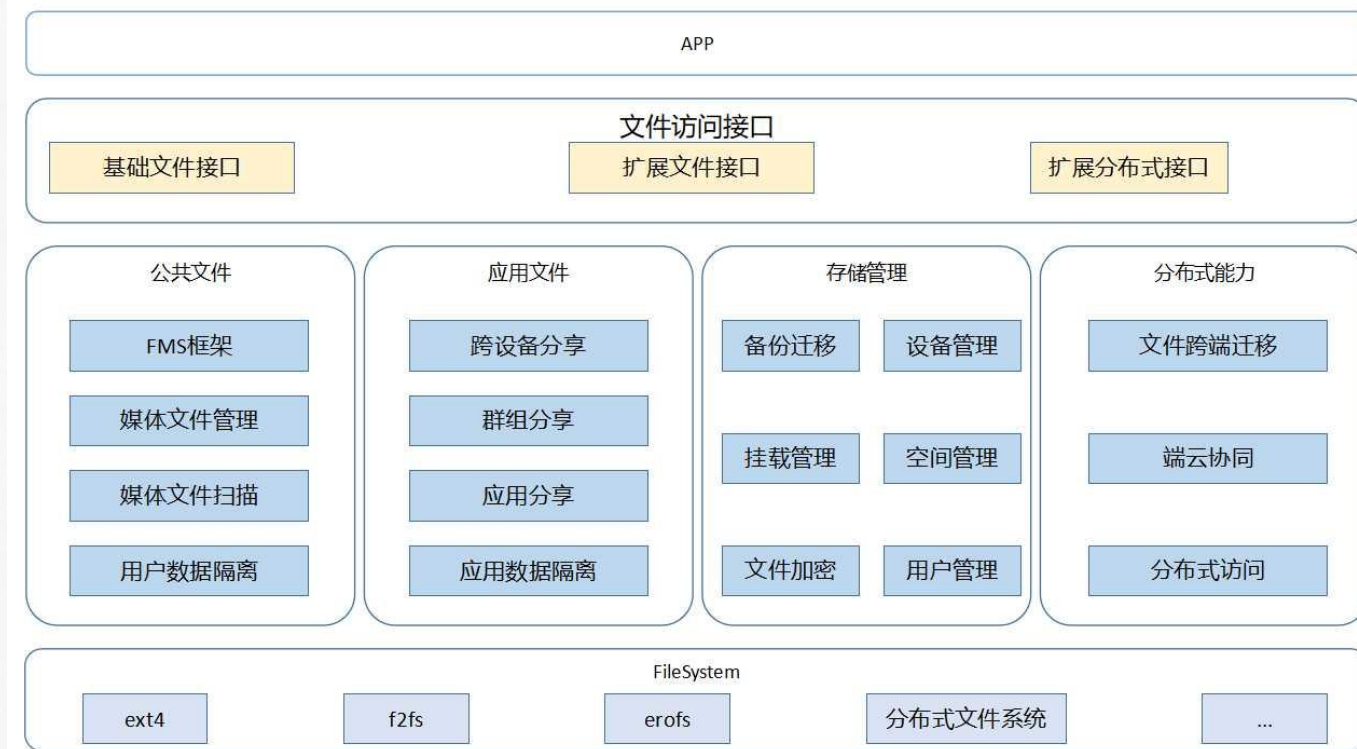 APP
文件访问接口
基础文件接口
扩展文件接口
扩展分布式接口
公共文件
FMS框架
媒体文件管理
媒体文件扫描
用户数据隔离
应用文件
跨设备分享
群组分享
应用分享
应用数据隔离
存储管理
备份迁移
设备管理
挂载管理
空间管理
文件加密
用户管理
分布式能力
文件跨端迁移
端云协同
分布式访问
FileSystem
ext4
f2fs
erofs
分布式文件系统
...